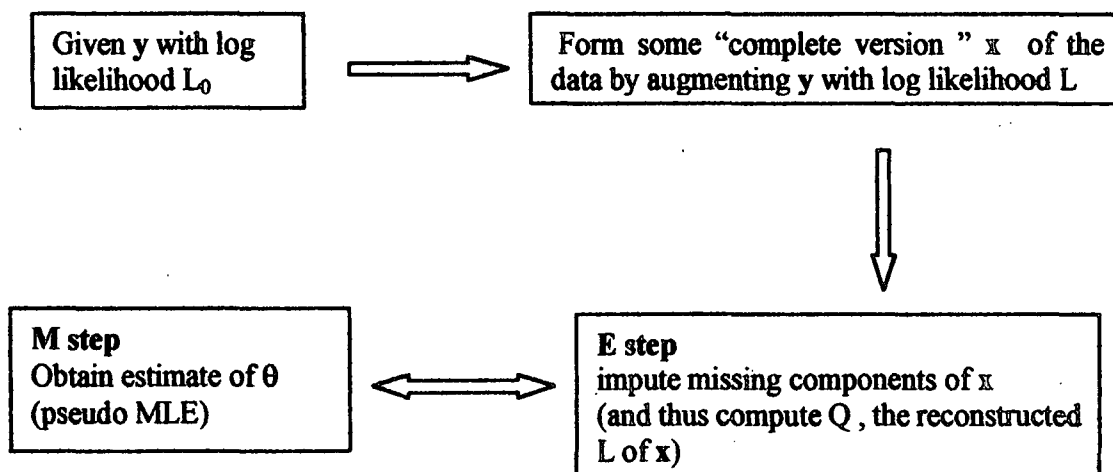 Given y with log
likelihood L₀
Form some “complete version ” x of the
data by augmenting y with log likelihood L
M step
Obtain estimate of θ
(pseudo MLE)
E step
impute missing components of x
(and thus compute Q , the reconstructed
L of x)